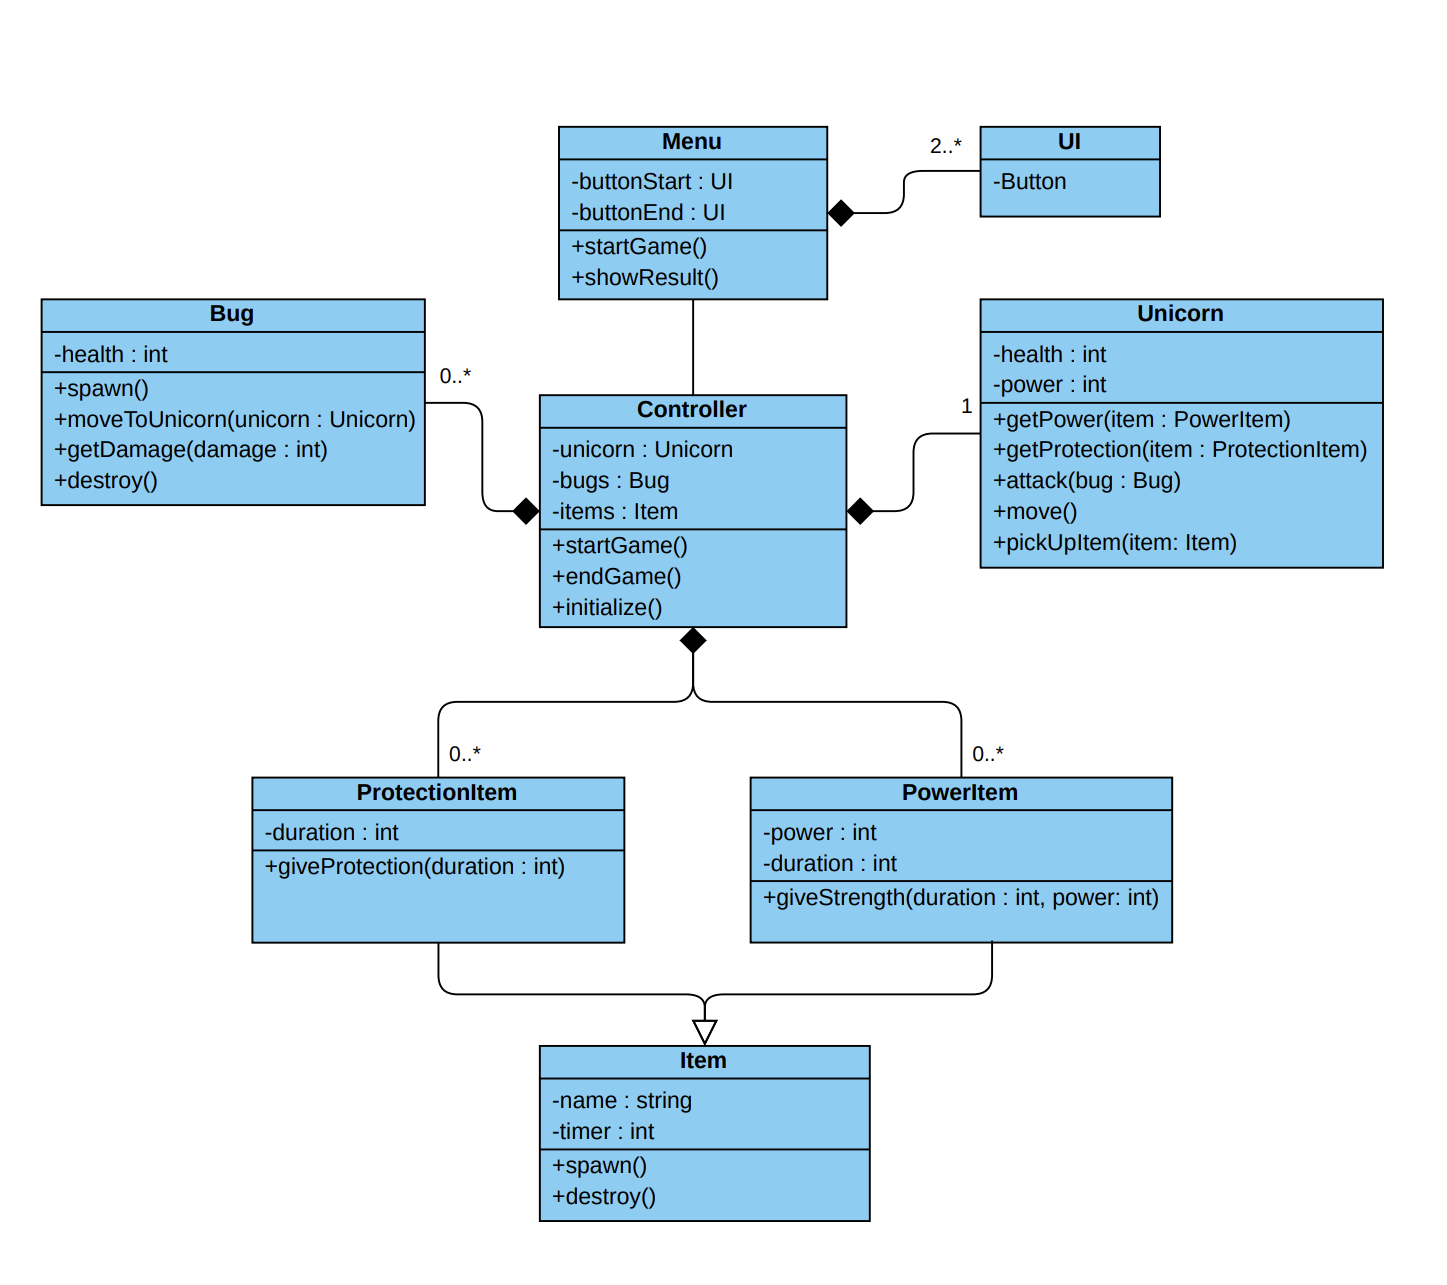 Menu
-buttonStart : UI
-buttonEnd : UI
+startGame()
+showResult()
2..*
UI
-Button
Bug
-health : int
+spawn()
+moveToUnicorn(unicorn : Unicorn)
+getDamage(damage : int)
+destroy()
0..*
Controller
-unicorn : Unicorn
-bugs : Bug
-items : Item
+startGame()
+endGame()
+initialize()
1
Unicorn
-health : int
-power : int
+getPower(item : PowerItem)
+getProtection(item : ProtectionItem)
+attack(bug : Bug)
+move()
+pickUpItem(item: Item)
0..*
0..*
ProtectionItem
-duration : int
+giveProtection(duration : int)
PowerItem
-power : int
-duration : int
+giveStrength(duration : int, power: int)
Item
-name : string
-timer : int
+spawn()
+destroy()